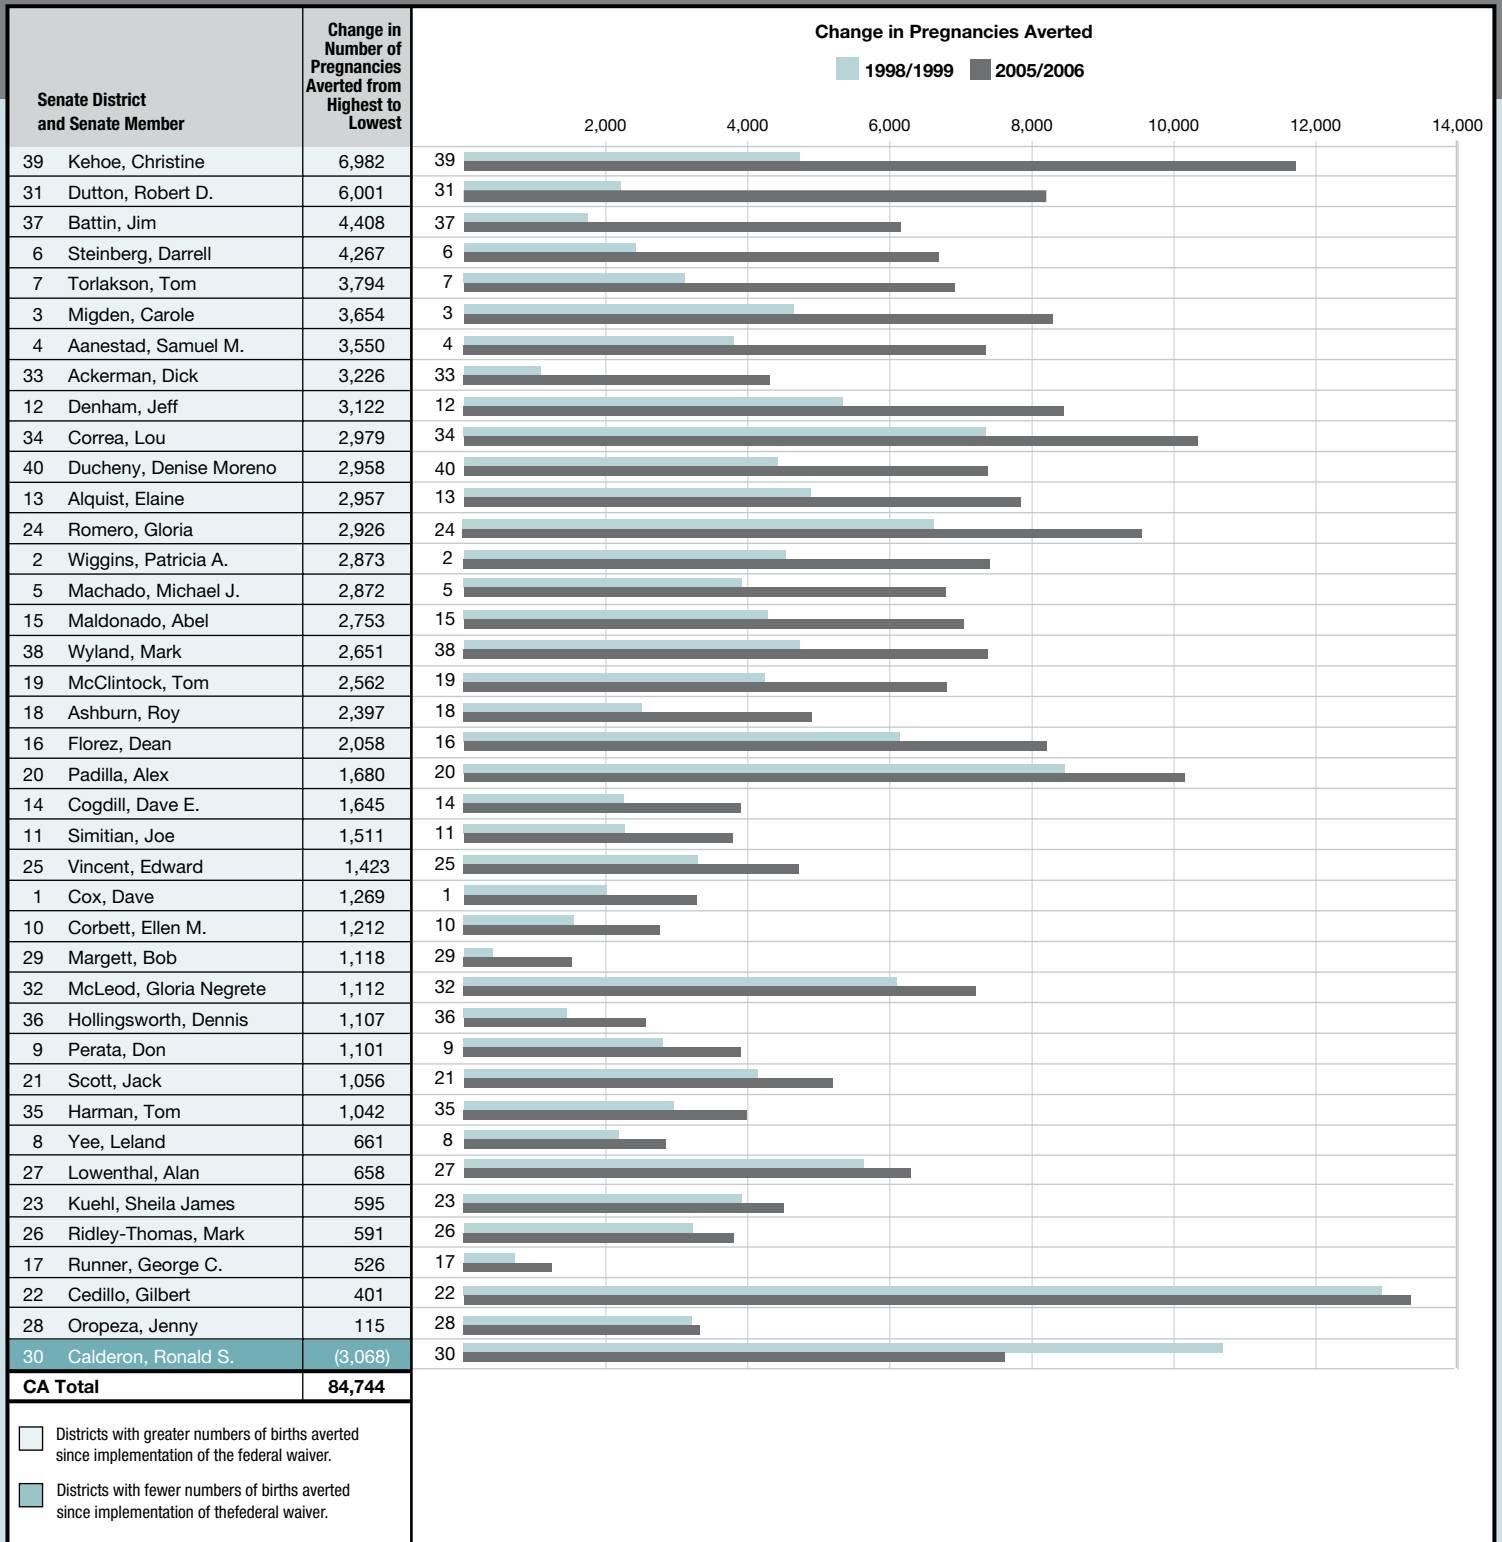 Senate District
and Senate Member
Change in
Number of
Pregnancies
Averted from
Highest to
Lowest
Change in Pregnancies Averted
1998/1999 2005/2006
2,000 4,000 6,000 8,000 10,000 12,000 14,000
39 Kehoe, Christine 6,982 39
31 Dutton, Robert D. 6,001 31
37 Battin, Jim 4,408 37
6 Steinberg, Darrell 4,267 6
7 Torlakson, Tom 3,794 7
3 Migden, Carole 3,654 3
4 Aanestad, Samuel M. 3,550 4
33 Ackerman, Dick 3,226 33
12 Denham, Jeff 3,122 12
34 Correa, Lou 2,979 34
40 Ducheny, Denise Moreno 2,958 40
13 Alquist, Elaine 2,957 13
24 Romero, Gloria 2,926 24
2 Wiggins, Patricia A. 2,873 2
5 Machado, Michael J. 2,872 5
15 Maldonado, Abel 2,753 15
38 Wyland, Mark 2,651 38
19 McClintock, Tom 2,562 19
18 Ashburn, Roy 2,397 18
16 Florez, Dean 2,058 16
20 Padilla, Alex 1,680 20
14 Cogdill, Dave E. 1,645 14
11 Simitian, Joe 1,511 11
25 Vincent, Edward 1,423 25
1 Cox, Dave 1,269 1
10 Corbett, Ellen M. 1,212 10
29 Margett, Bob 1,118 29
32 McLeod, Gloria Negrete 1,112 32
36 Hollingsworth, Dennis 1,107 36
9 Perata, Don 1,101 9
21 Scott, Jack 1,056 21
35 Harman, Tom 1,042 35
8 Yee, Leland 661 8
27 Lowenthal, Alan 658 27
23 Kuehl, Sheila James 595 23
26 Ridley-Thomas, Mark 591 26
17 Runner, George C. 526 17
22 Cedillo, Gilbert 401 22
28 Oropeza, Jenny 115 28
30 Calderon, Ronald S. (3,068) 30
CA Total 84,744
Districts with greater numbers of births averted
since implementation of the federal waiver.
Districts with fewer numbers of births averted
since implementation of thefederal waiver.